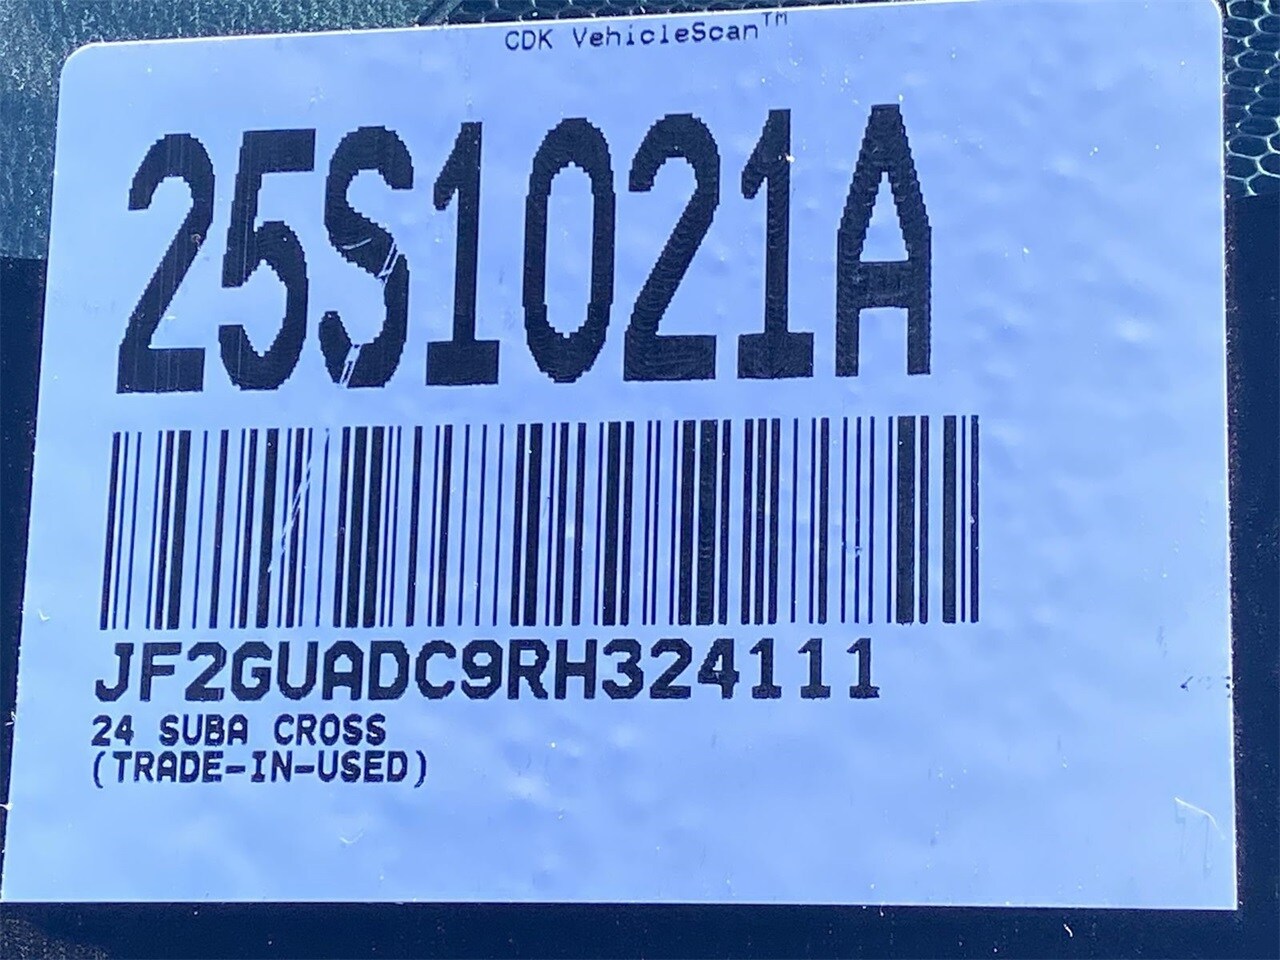 CDK VehicleScan™
25S1021A
JF2GUADC9RH324111
24 SUBA CROSS
(TRADE-IN-USED)